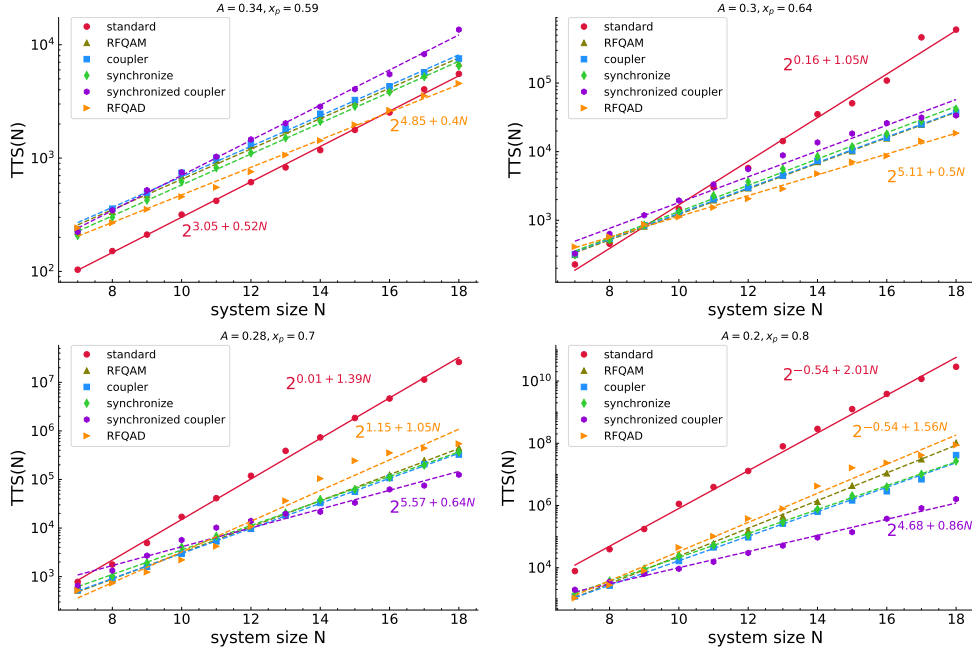 A = 0.34, x_p = 0.59
TTS(N)
10^4
10^3
10^2
standard
RFQAM
coupler
synchronize
synchronized coupler
RFQAD
2^{4.85 + 0.4N}
2^{3.05 + 0.52N}
8 10 12 14 16 18
system size N
A = 0.3, x_p = 0.64
TTS(N)
10^5
10^4
10^3
standard
RFQAM
coupler
synchronize
synchronized coupler
RFQAD
2^{0.16 + 1.05N}
2^{5.11 + 0.5N}
8 10 12 14 16 18
system size N
A = 0.28, x_p = 0.7
TTS(N)
10^7
10^6
10^5
10^4
10^3
standard
RFQAM
coupler
synchronize
synchronized coupler
RFQAD
2^{0.01 + 1.39N}
2^{1.15 + 1.05N}
2^{5.57 + 0.64N}
8 10 12 14 16 18
system size N
A = 0.2, x_p = 0.8
TTS(N)
10^{10}
10^8
10^6
10^4
standard
RFQAM
coupler
synchronize
synchronized coupler
RFQAD
2^{−0.54 + 2.01N}
2^{−0.54 + 1.56N}
2^{4.68 + 0.86N}
8 10 12 14 16 18
system size N